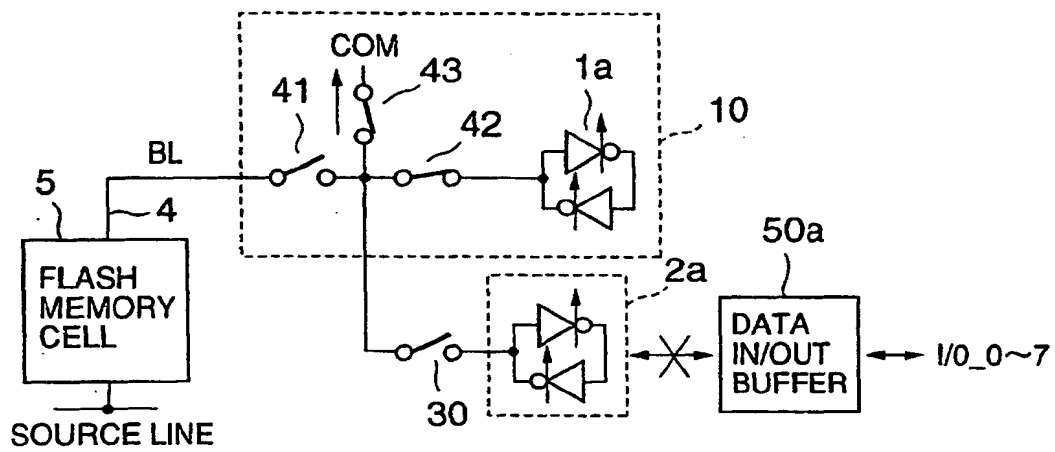 COM
43
1a
41
10
42
BL
5
4
50a
FLASH
MEMORY
CELL
2a
DATA
IN/OUT
BUFFER
I/0_0~7
30
SOURCE LINE